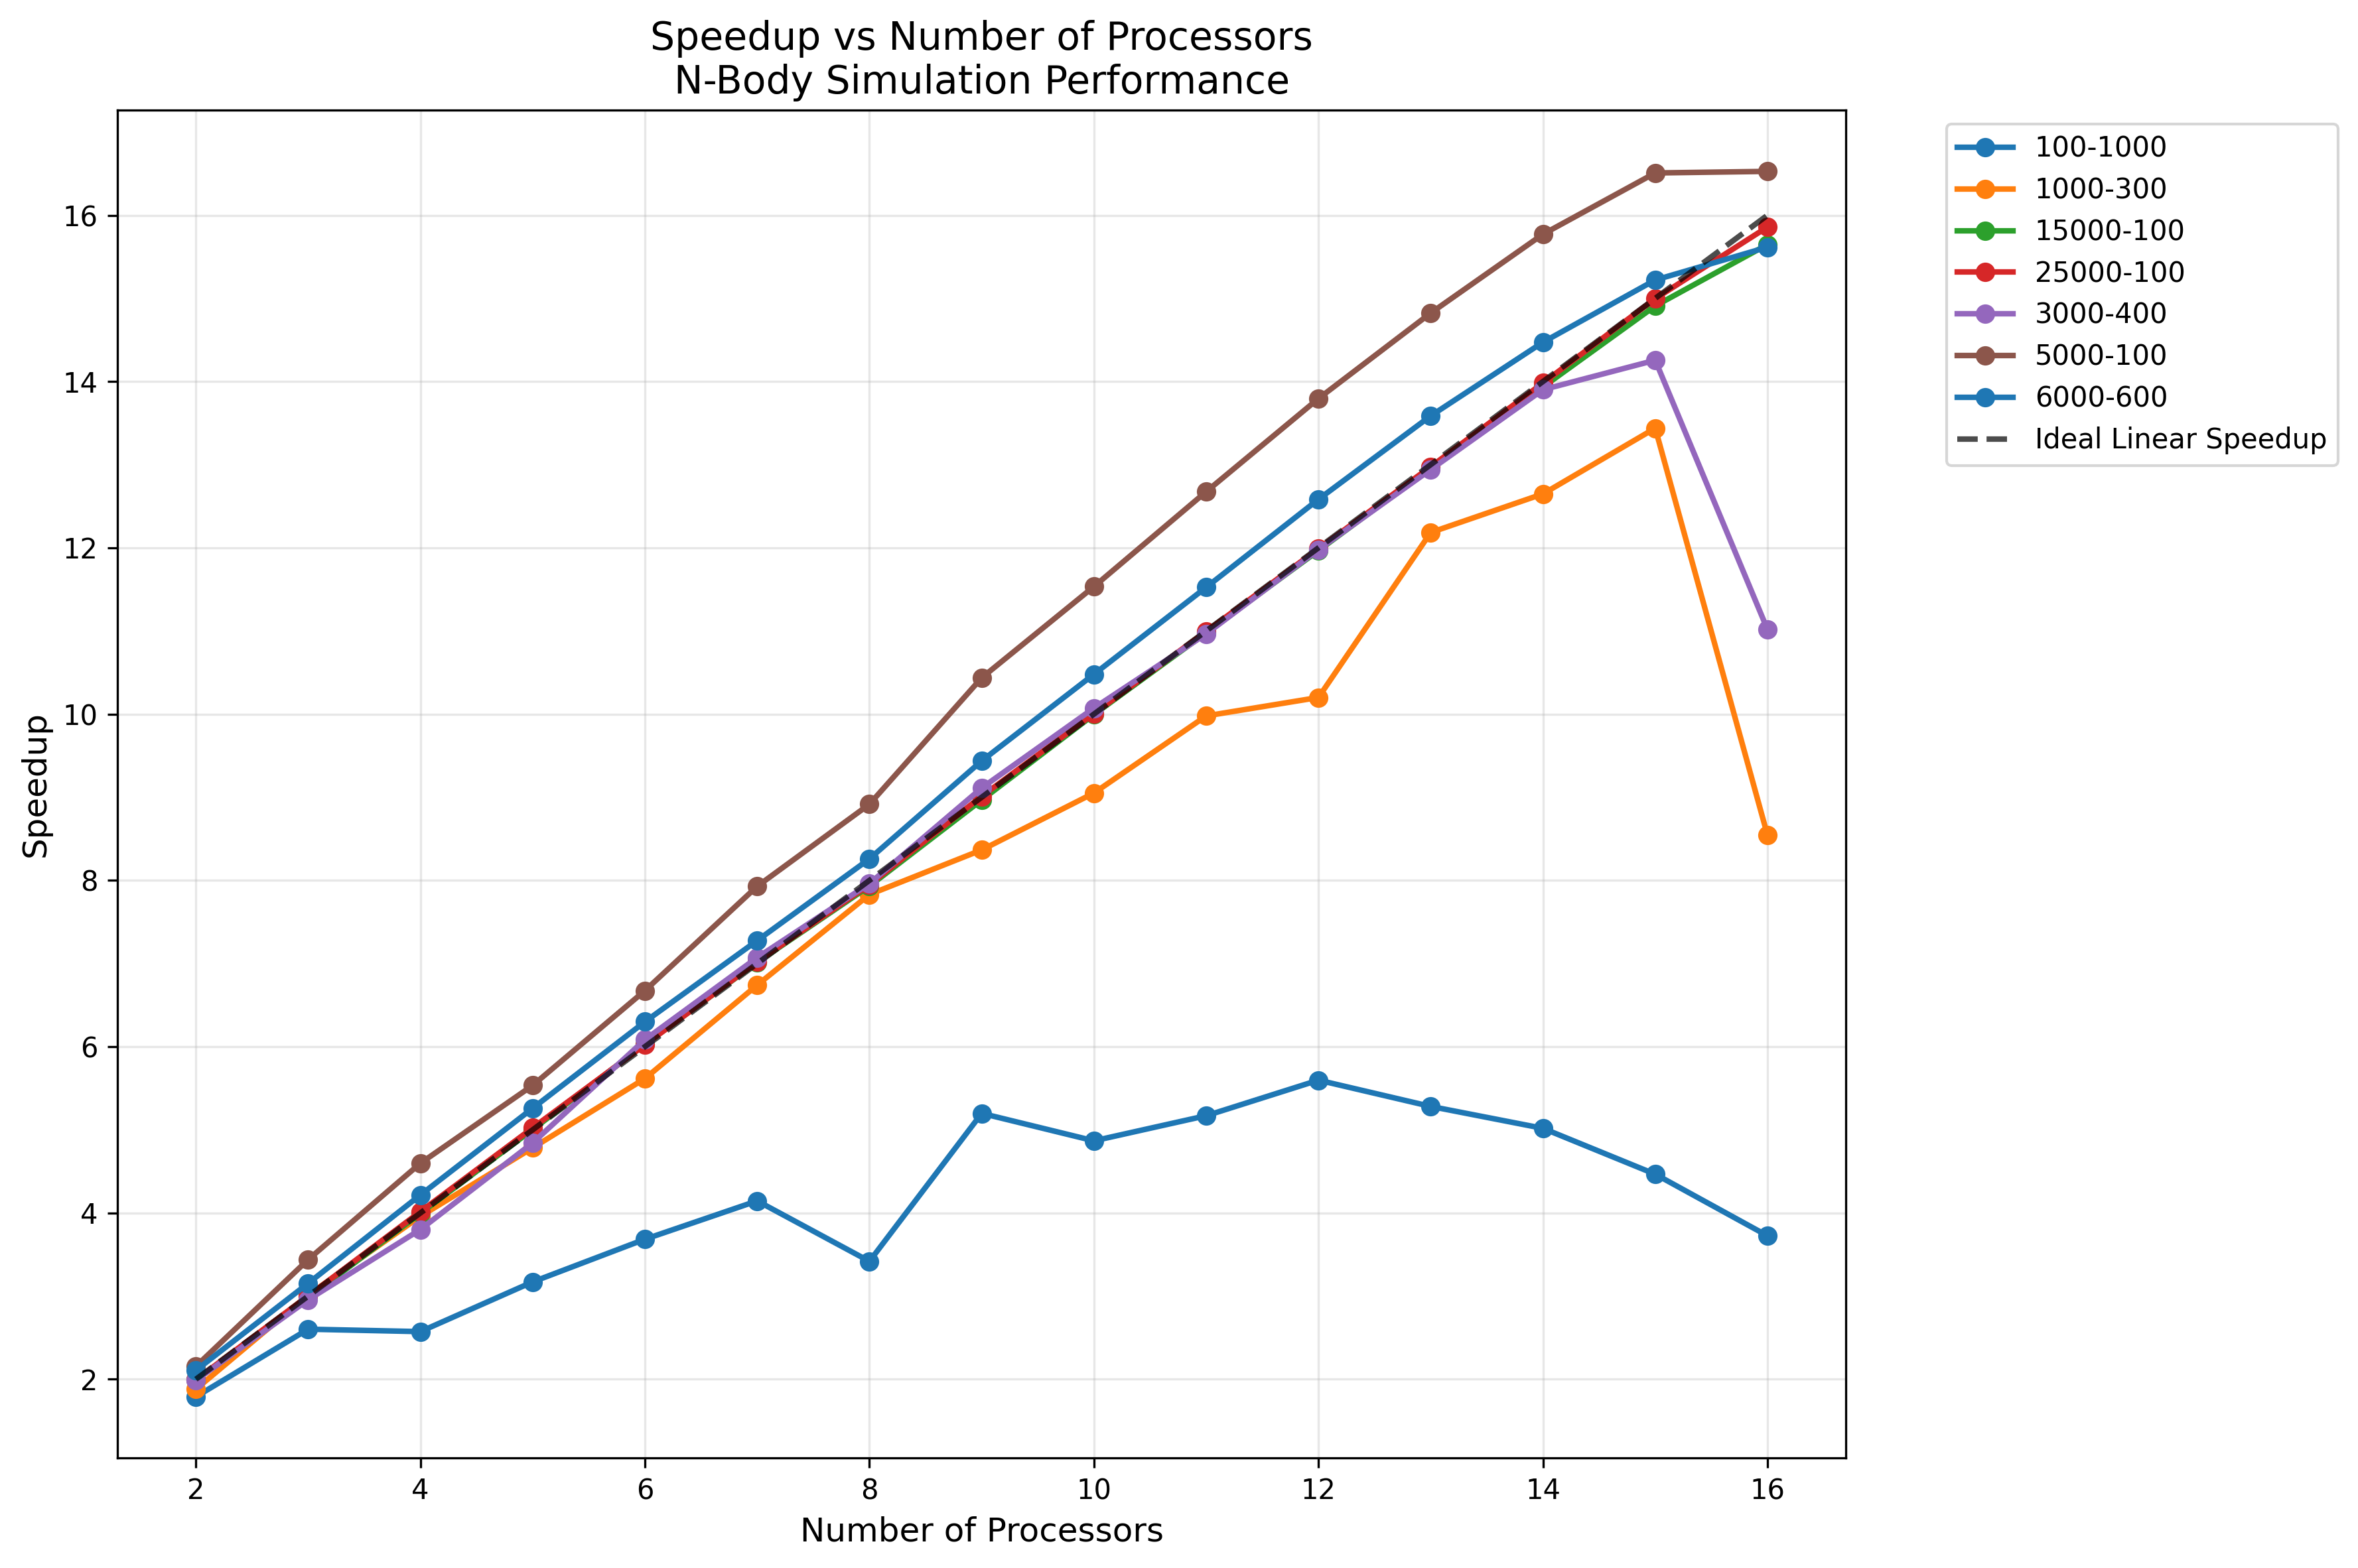 Speedup vs Number of Processors
N-Body Simulation Performance
100-1000
1000-300
15000-100
25000-100
3000-400
5000-100
6000-600
Ideal Linear Speedup
Speedup
16
14
12
10
8
6
4
2
2 4 6 8 10 12 14 16
Number of Processors